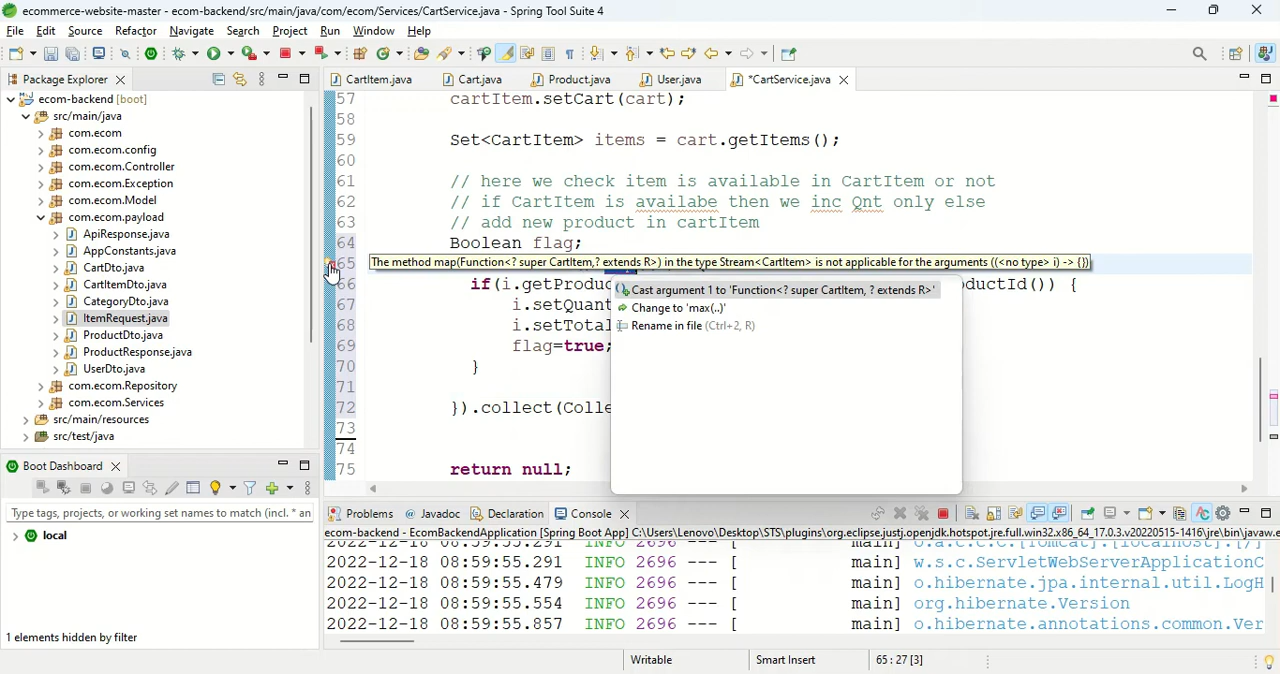 ecommerce-website-master - ecom-backend/src/main/java/com/ecom/Services/CartService.java - Spring Tool Suite 4
File Edit Source Refactor Navigate Search Project Run Window Help
Package Explorer
CartItem.java Cart.java Product.java User.java *CartService.java
ecom-backend [boot]
src/main/java
com.ecom
com.ecom.config
com.ecom.Controller
com.ecom.Exception
com.ecom.Model
com.ecom.payload
ApiResponse.java
AppConstants.java
CartDto.java
CartItemDto.java
CategoryDto.java
ItemRequest.java
ProductDto.java
ProductResponse.java
UserDto.java
com.ecom.Repository
com.ecom.Services
src/main/resources
src/test/java
57 cartItem.setCart(cart);
58
59 Set<CartItem> items = cart.getItems();
60
61 // here we check item is available in CartItem or not
62 // if CartItem is availabe then we inc Qnt only else
63 // add new product in cartItem
64 Boolean flag;
65
The method map(Function<? super CartItem,? extends R>) in the type Stream<CartItem> is not applicable for the arguments ((<no type> i) -> {})
66 if(i.getProduc ductId()) {
67 i.setQuant
68 i.setTotal
69 flag=true;
70 }
71
72 }).collect(Colle
73
74
75 return null;
Cast argument 1 to 'Function<? super CartItem, ? extends R>'
Change to 'max(..)'
Rename in file (Ctrl+2, R)
Boot Dashboard
Type tags, projects, or working set names to match (incl. * an
local
1 elements hidden by filter
Problems Javadoc Declaration Console
ecom-backend - EcomBackendApplication [Spring Boot App] C:\Users\Lenovo\Desktop\STS\plugins\org.eclipse.justj.openjdk.hotspot.jre.full.win32.x86_64_17.0.3.v20220515-1416\jre\bin\javaw.e
2022-12-18 08:59:55.291 INFO 2696 --- [ main] o.a.c.c.C.[Tomcat].[localhost].[/]
2022-12-18 08:59:55.291 INFO 2696 --- [ main] w.s.c.ServletWebServerApplicationC
2022-12-18 08:59:55.479 INFO 2696 --- [ main] o.hibernate.jpa.internal.util.LogH
2022-12-18 08:59:55.554 INFO 2696 --- [ main] org.hibernate.Version
2022-12-18 08:59:55.857 INFO 2696 --- [ main] o.hibernate.annotations.common.Ver
Writable Smart Insert 65 : 27 [3]